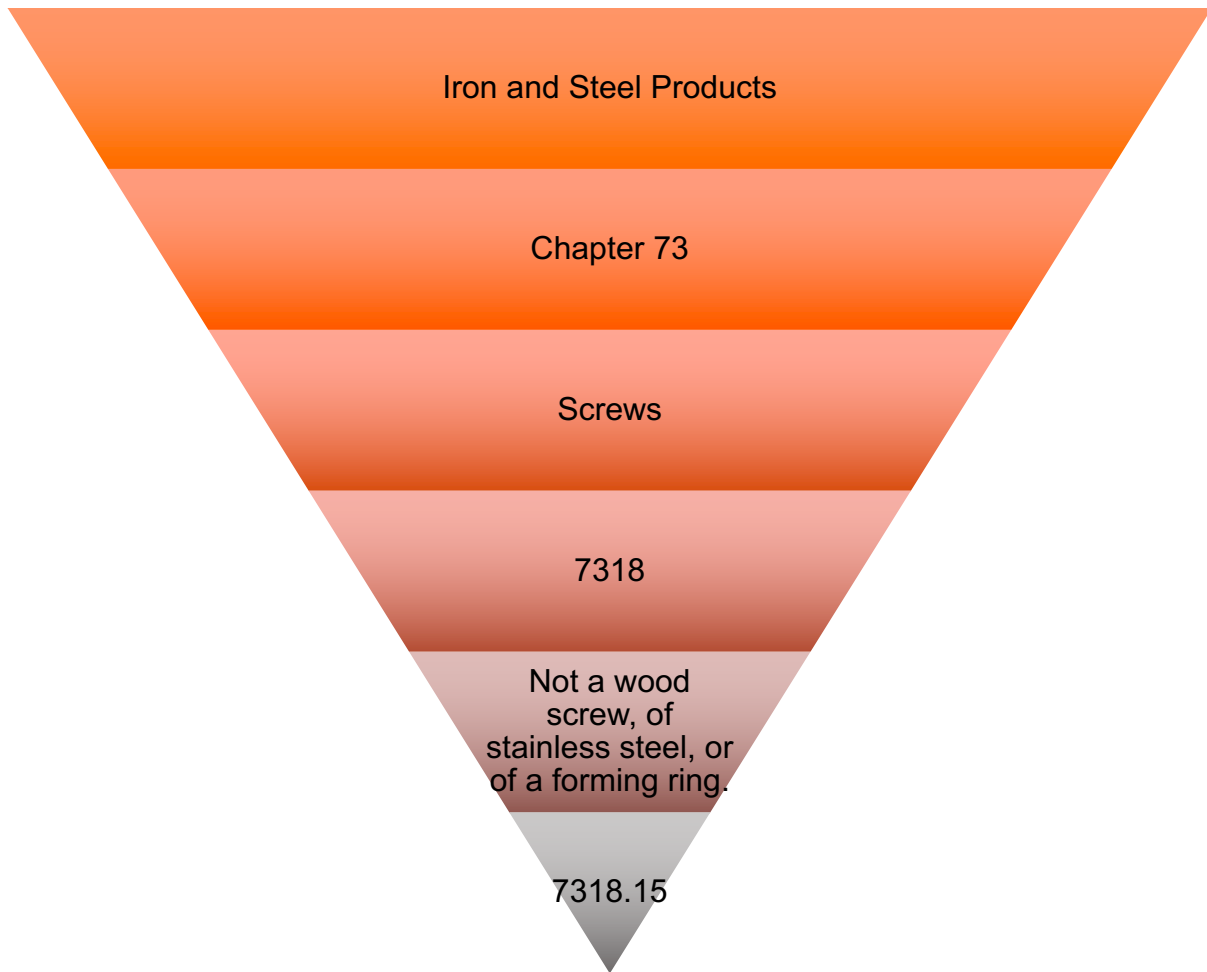 Iron and Steel Products
Chapter 73
Screws
7318
Not a wood
screw, of
stainless steel, or
of a forming ring.
7318.15